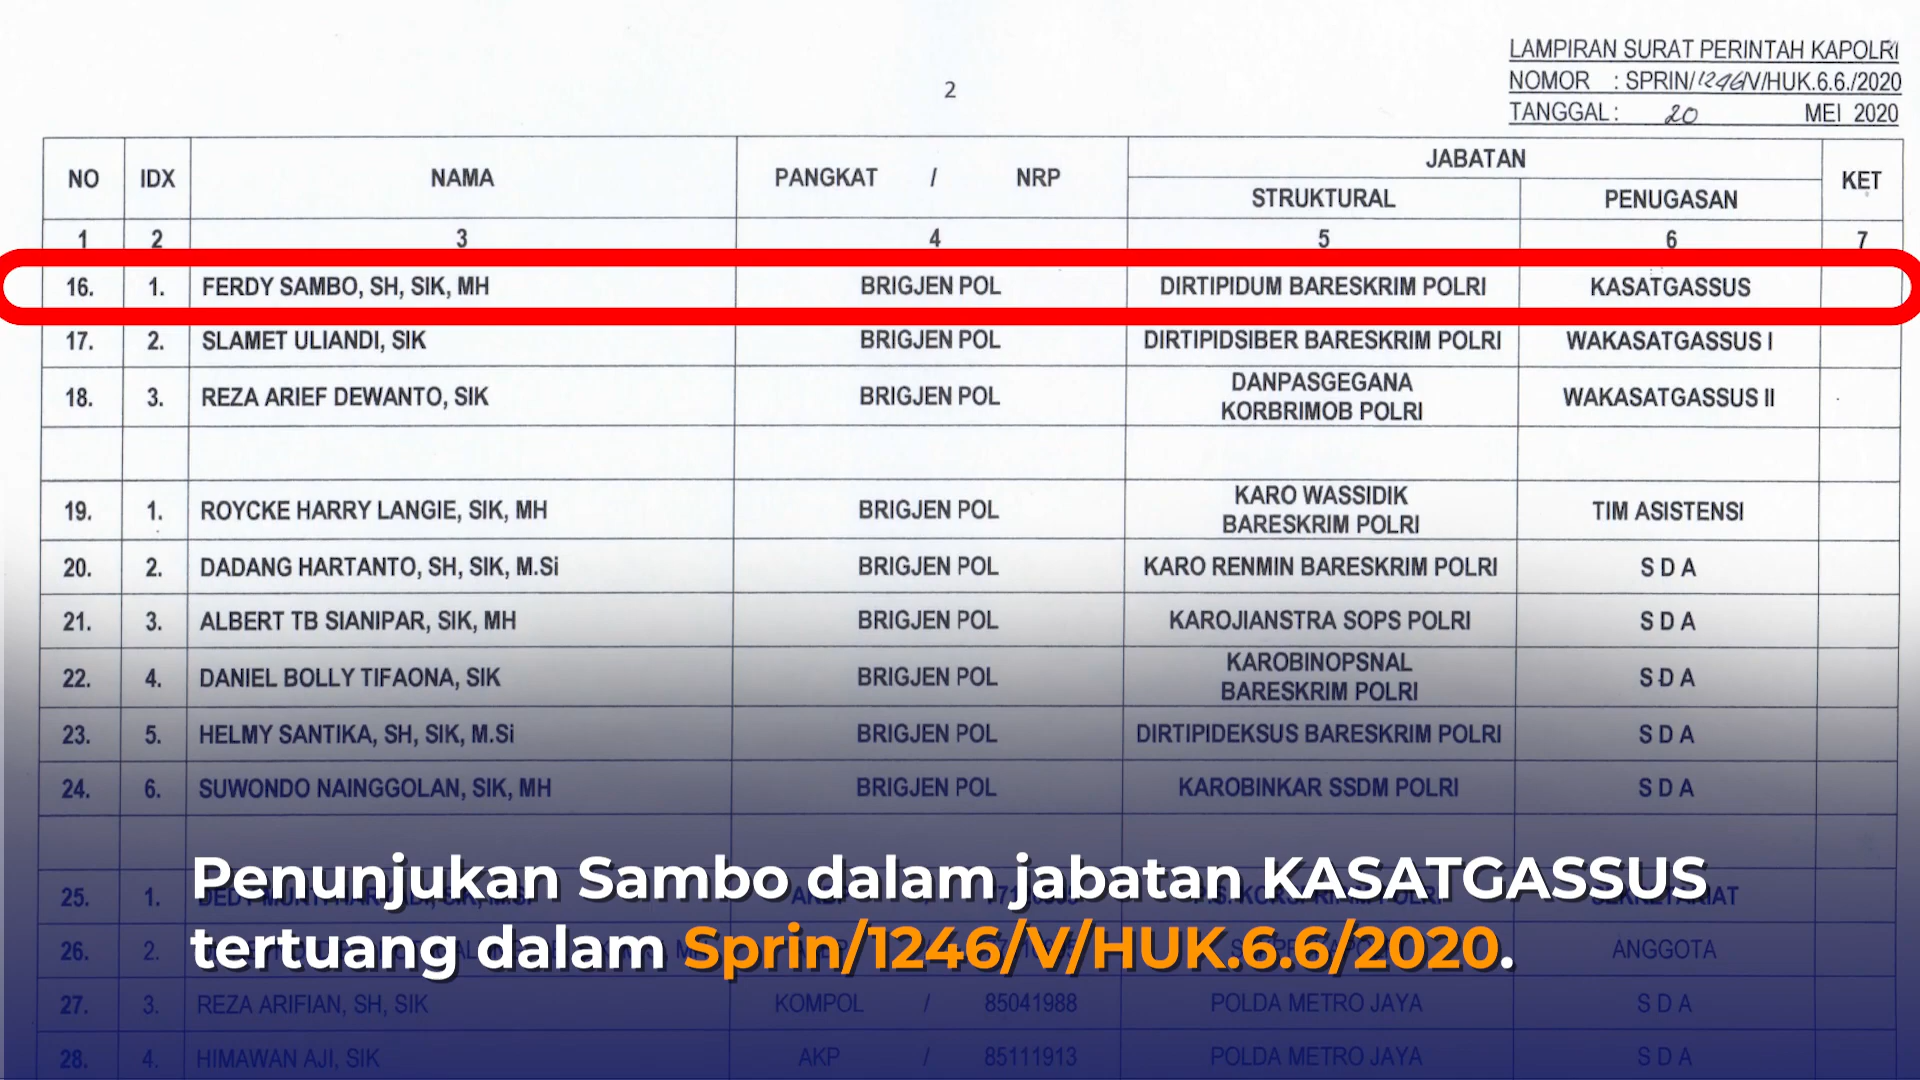 LAMPIRAN SURAT PERINTAH KAPOLRI
NOMOR : SPRIN/1246/V/HUK.6.6./2020
TANGGAL : 20 MEI 2020
2
NO IDX NAMA PANGKAT / NRP JABATAN KET
STRUKTURAL PENUGASAN
1 2 3 4 5 6 7
16. 1. FERDY SAMBO, SH, SIK, MH BRIGJEN POL DIRTIPIDUM BARESKRIM POLRI KASATGASSUS
17. 2. SLAMET ULIANDI, SIK BRIGJEN POL DIRTIPIDSIBER BARESKRIM POLRI WAKASATGASSUS I
18. 3. REZA ARIEF DEWANTO, SIK BRIGJEN POL DANPASGEGANA
KORBRIMOB POLRI WAKASATGASSUS II
19. 1. ROYCKE HARRY LANGIE, SIK, MH BRIGJEN POL KARO WASSIDIK
BARESKRIM POLRI TIM ASISTENSI
20. 2. DADANG HARTANTO, SH, SIK, M.Si BRIGJEN POL KARO RENMIN BARESKRIM POLRI S D A
21. 3. ALBERT TB SIANIPAR, SIK, MH BRIGJEN POL KAROJIANSTRA SOPS POLRI S D A
22. 4. DANIEL BOLLY TIFAONA, SIK BRIGJEN POL KAROBINOPSNAL
BARESKRIM POLRI S D A
23. 5. HELMY SANTIKA, SH, SIK, M.Si BRIGJEN POL DIRTIPIDEKSUS BARESKRIM POLRI S D A
24. 6. SUWONDO NAINGGOLAN, SIK, MH BRIGJEN POL KAROBINKAR SSDM POLRI S D A
25. 1.
26. 2. ANGGOTA
27. 3. REZA ARIFIAN, SH, SIK KOMPOL / 85041988 POLDA METRO JAYA S D A
28. 4. HIMAWAN AJI, SIK AKP / 85111913 POLDA METRO JAYA S D A
Penunjukan Sambo dalam jabatan KASATGASSUS
tertuang dalam Sprin/1246/V/HUK.6.6/2020.